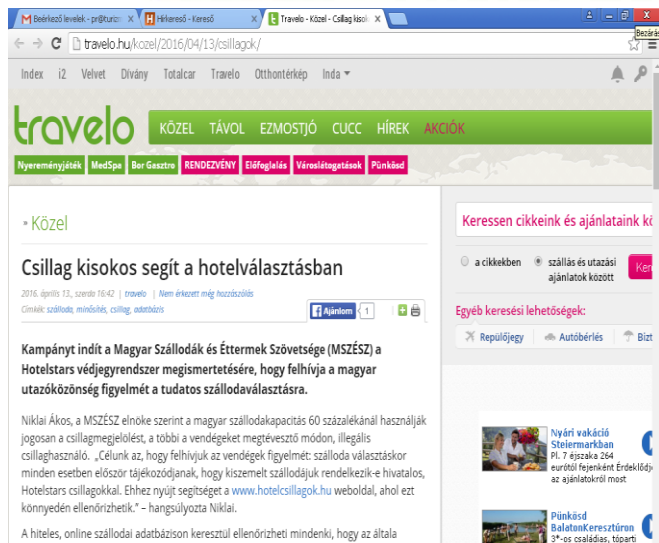 Beérkező levelek - pr@turizm
Hírkereső - Kereső
Travelo - Közel - Csillag kisok
Bezárás
travelo.hu/kozel/2016/04/13/csillagok/
Index i2 Velvet Dívány Totalcar Travelo Otthontérkép Inda
travelo KÖZEL TÁVOL EZMOSTJÓ CUCC HÍREK AKCIÓK
Nyereményjáték MedSpa Bor Gasztro RENDEZVÉNY Előfoglalás Városlátogatások Pünkösd
» Közel
Csillag kisokos segít a hotelválasztásban
2016. április 13., szerda 16:42 | travelo | Nem érkezett még hozzászólás
Címkék: szálloda, minősítés, csillag, adatbázis
Ajánlom 1
Kampányt indít a Magyar Szállodák és Éttermek Szövetsége (MSZÉSZ) a
Hotelstars védjegyrendszer megismertetésére, hogy felhívja a magyar
utazóközönség figyelmét a tudatos szállodaválasztásra.
Niklai Ákos, a MSZÉSZ elnöke szerint a magyar szállodakapacitás 60 százalékánál használják
jogosan a csillagmegjelölést, a többi a vendégeket megtévesztő módon, illegális
csillaghasználó. „Célunk az, hogy felhívjuk az vendégek figyelmét: szálloda választáskor
minden esetben először tájékozódjanak, hogy kiszemelt szállodájuk rendelkezik-e hivatalos,
Hotelstars csillagokkal. Ehhez nyújt segítséget a www.hotelcsillagok.hu weboldal, ahol ezt
könnyedén ellenőrizhetik.” – hangsúlyozta Niklai.
A hiteles, online szállodai adatbázison keresztül ellenőrizheti mindenki, hogy az általa
Keressen cikkeink és ajánlataink kö
a cikkekben
szállás és utazási
ajánlatok között
Ker
Egyéb keresési lehetőségek:
Repülőjegy Autóbérlés Bizt
Nyári vakáció
Steiermarkban
Pl. 7 éjszaka 264
eurótól fejenként Érdeklődje
az ajánlatokról most
Pünkösd
BalatonKeresztúron
3*-os családias, tóparti